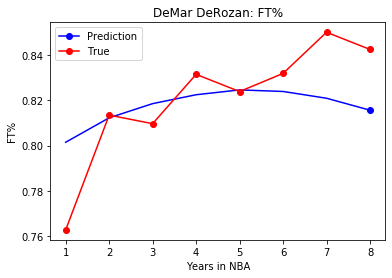 DeMar DeRozan: FT%
Prediction
True
0.84
0.82
0.80
0.78
0.76
FT%
1 2 3 4 5 6 7 8
Years in NBA